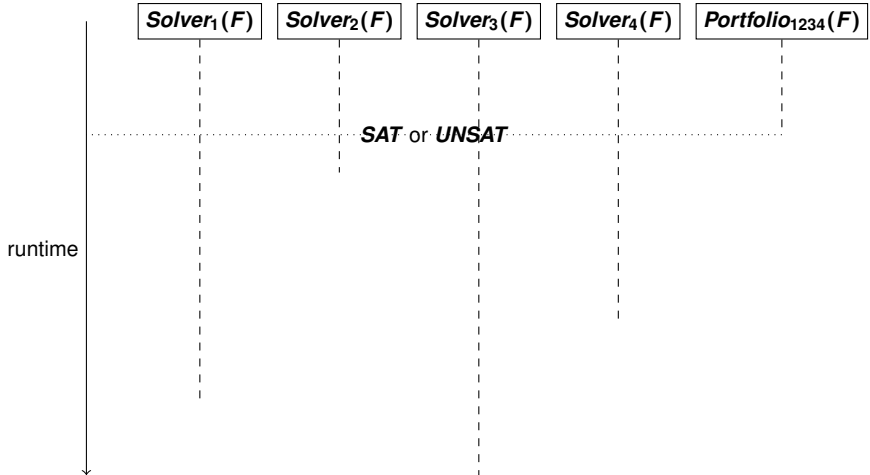 Solver₁(F) Solver₂(F) Solver₃(F) Solver₄(F) Portfolio₁₂₃₄(F)
SAT or UNSAT
runtime